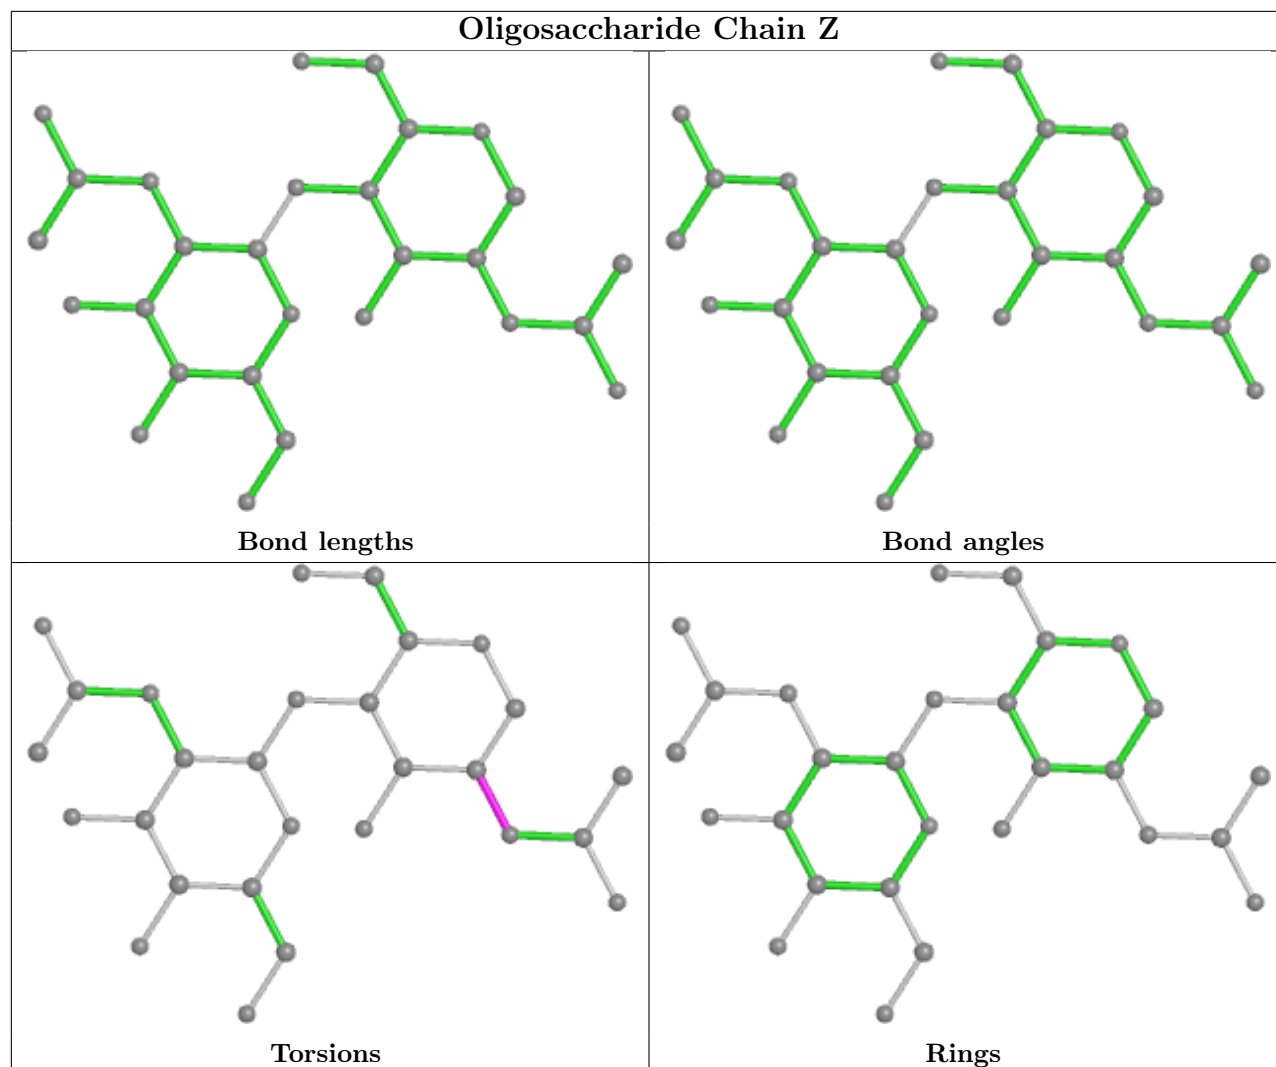 Oligosaccharide Chain Z
Bond lengths
Bond angles
Torsions
Rings